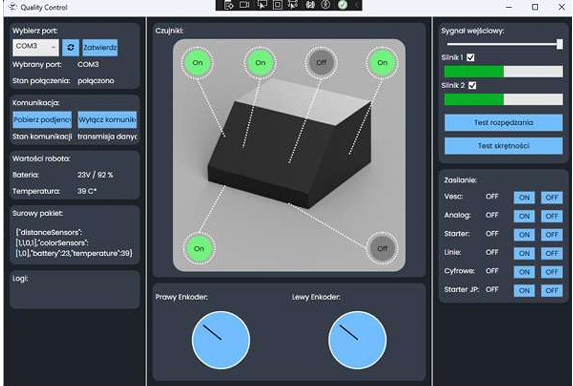 Quality Control
Wybierz port:
COM3
Zatwierdź
Wybrany port: COM3
Stan połączenia: połączono
Komunikacja:
Pobierz podjenc
Wyłącz komunik
Stan komunikacji transmisja danyc
Wartości robota:
Bateria: 23V / 92 %
Temperatura: 39 C°
Surowy pakiet:
{"distanceSensors":
[1,1,0,1],"colorSensors":
[1,0],"battery":23,"temperature":39}
Logi:
Czujniki:
On
On
Off
On
On
Off
Prawy Enkoder:
Lewy Enkoder:
Sygnał wejściowy:
Silnik 1
Silnik 2
Test rozpędzania
Test skrętności
Zasilanie:
Vesc: OFF ON OFF
Analog: OFF ON OFF
Starter: OFF ON OFF
Linie: OFF ON OFF
Cyfrowe: OFF ON OFF
Starter JP: OFF ON OFF